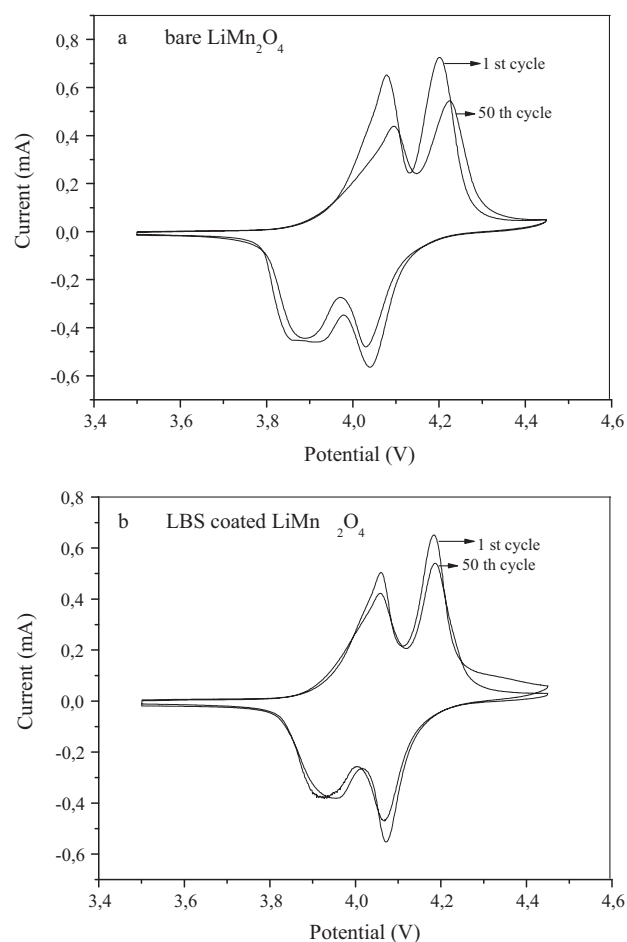 a bare LiMn₂O₄
0,8
0,6
0,4
0,2
0,0
-0,2
-0,4
-0,6
Current (mA)
1 st cycle
50 th cycle
3,4 3,6 3,8 4,0 4,2 4,4 4,6
Potential (V)
b LBS coated LiMn ₂O₄
0,8
0,6
0,4
0,2
0,0
-0,2
-0,4
-0,6
Current (mA)
1 st cycle
50 th cycle
3,4 3,6 3,8 4,0 4,2 4,4 4,6
Potential (V)